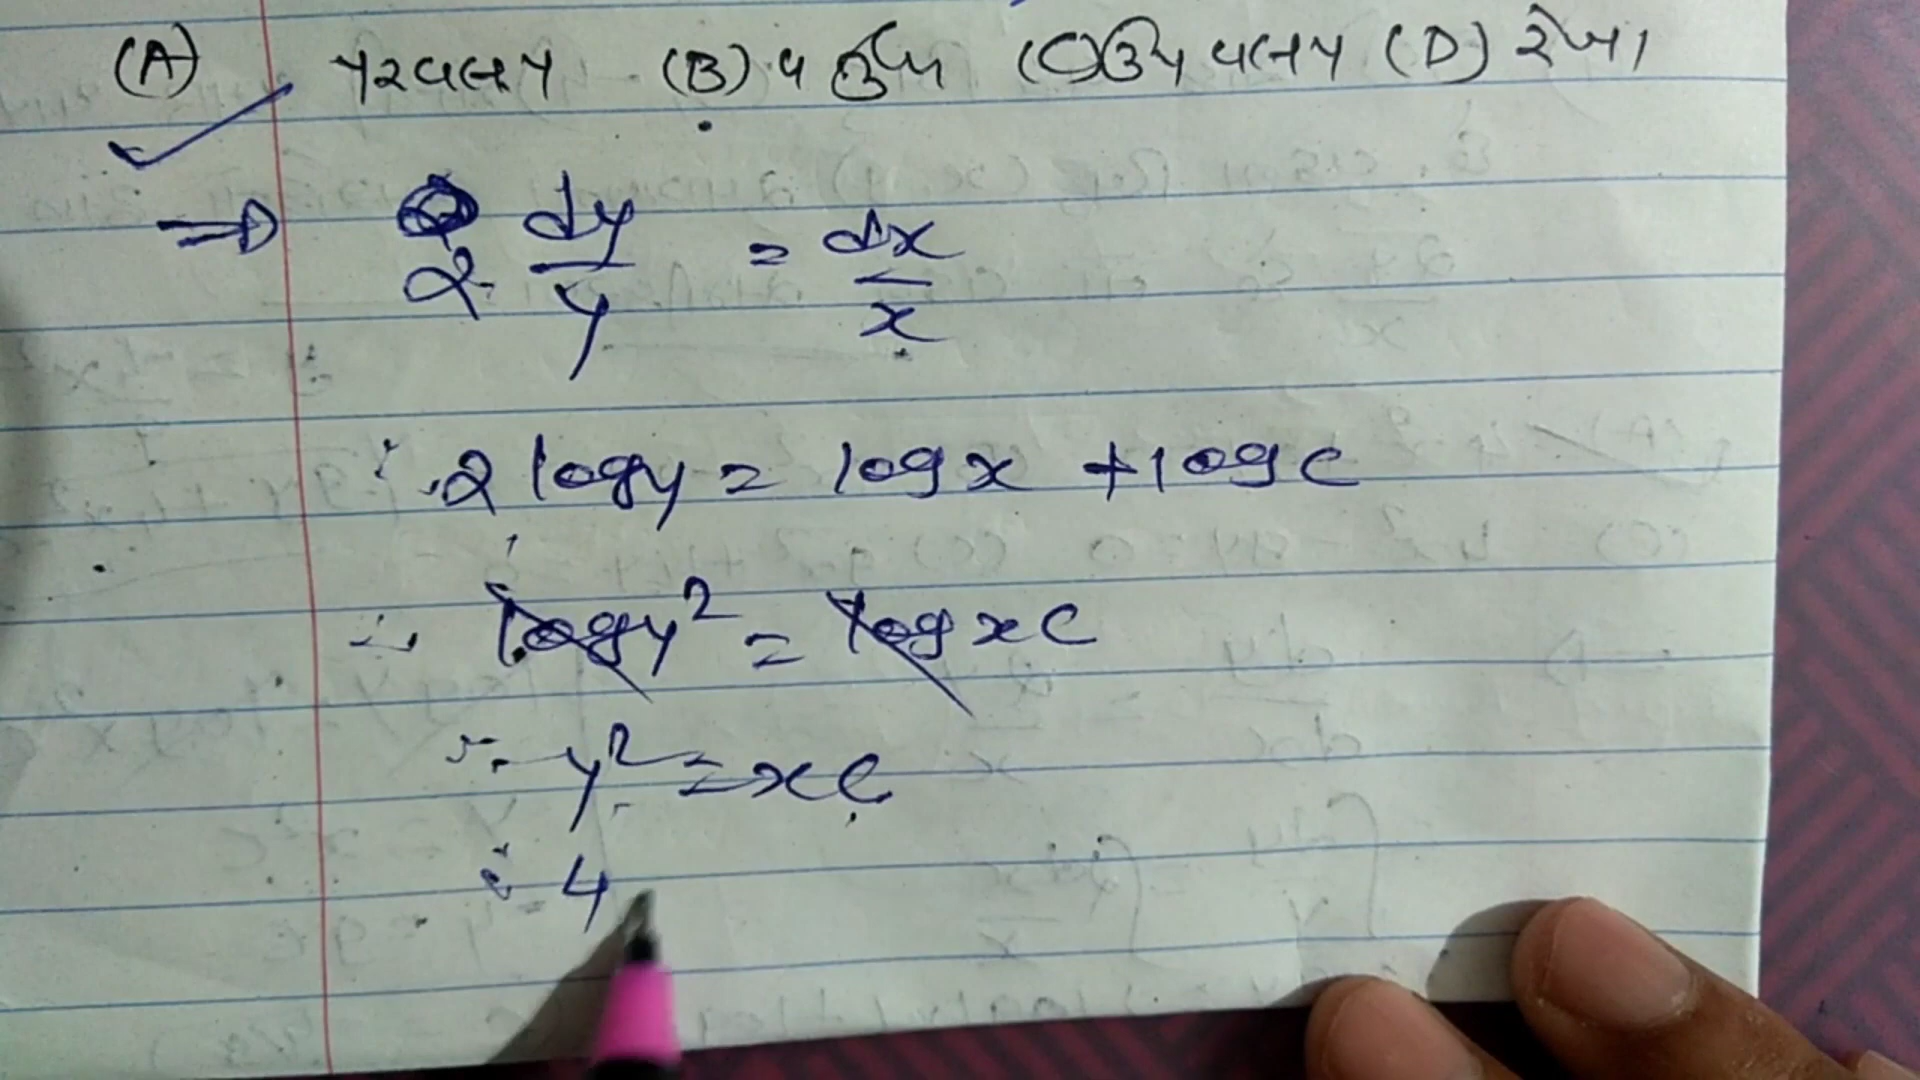 (A) પરવલય (B) વર્તુળ (C) ઉપવલય (D) રેખા
⇒ 2 dy/y = dx/x
∴ 2 log y = log x + log c
∴ log y² = log xc
∴ y² = xc
∴ 4